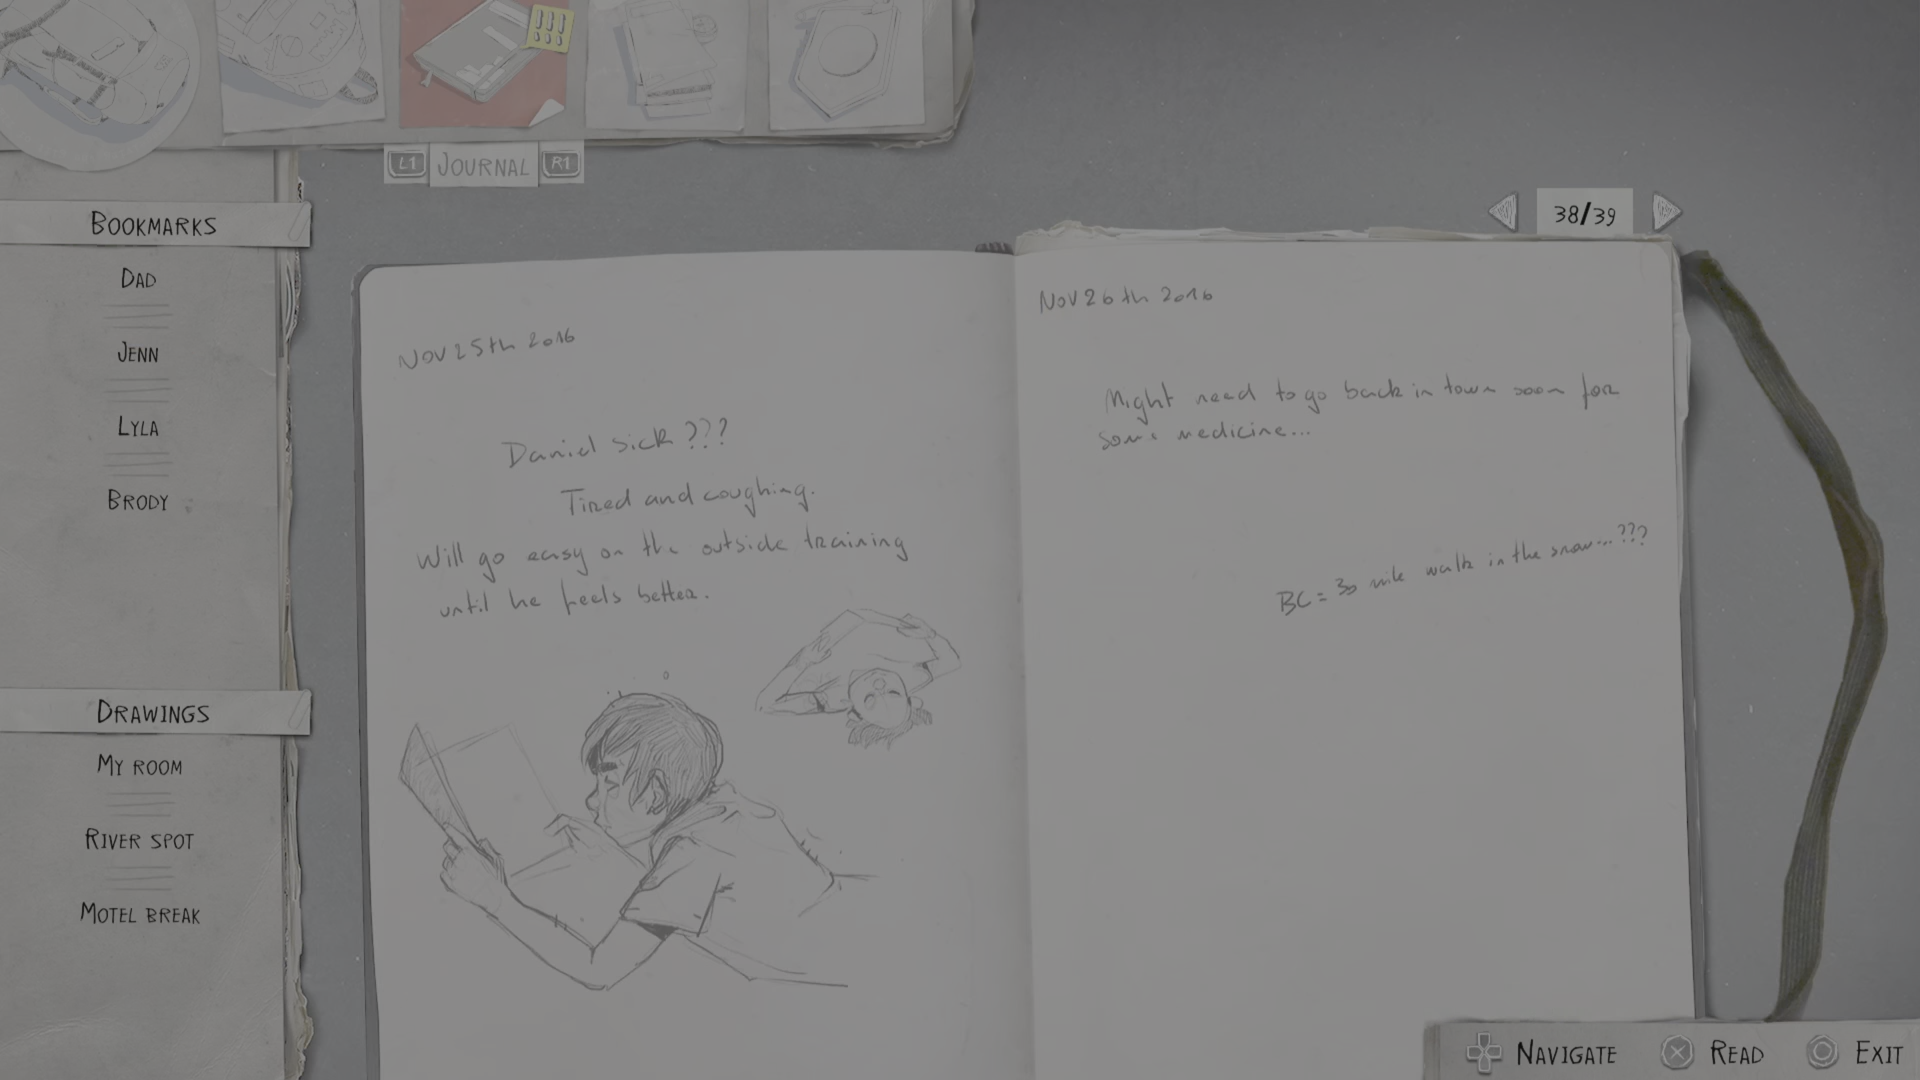 L1 JOURNAL R1
BOOKMARKS
DAD
JENN
LYLA
BRODY
DRAWINGS
MY ROOM
RIVER SPOT
MOTEL BREAK
38/39
NOV 25th 2016
Daniel sick???
Tired and coughing.
Will go easy on the outside training
until he feels better.
NOV 26th 2016
Might need to go back in town soon for
some medicine...
BC = 30 mile walk in the snow...???
NAVIGATE READ EXIT